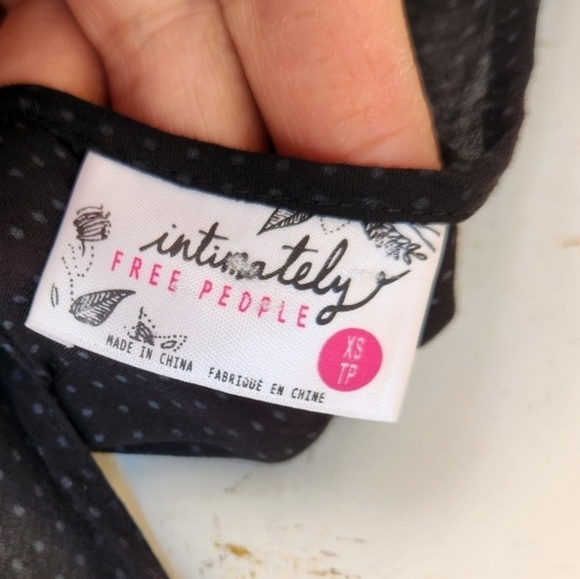 intimately
FREE PEOPLE
XS
TP
MADE IN CHINA FABRIQUÉ EN CHINE